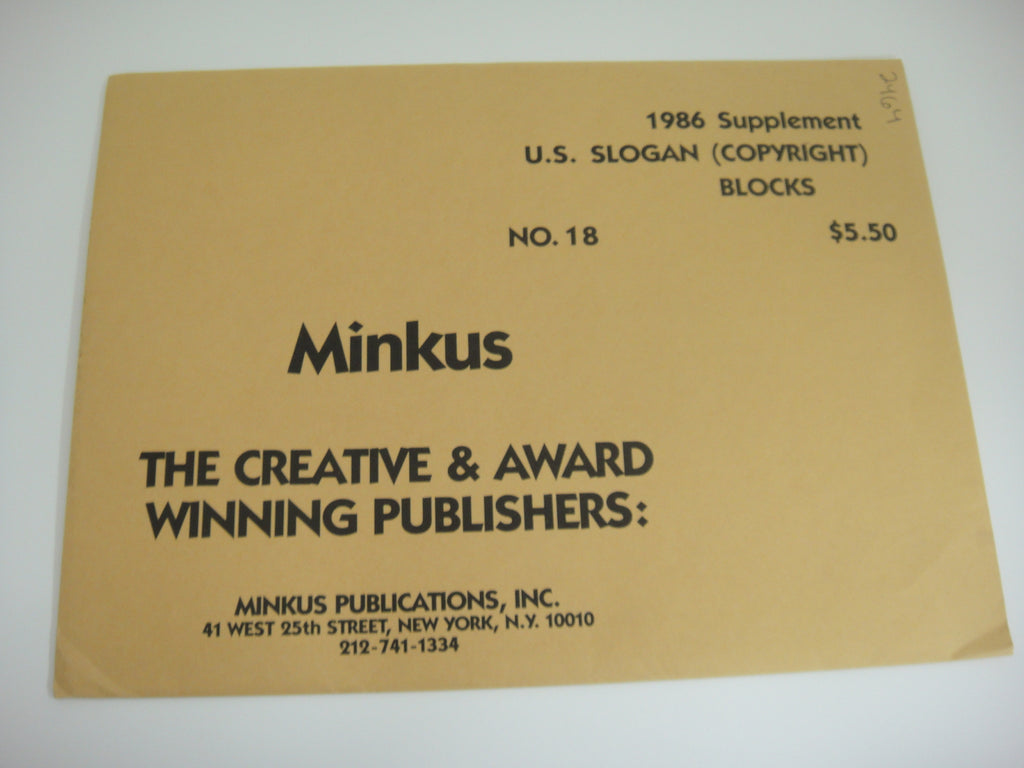 2464
1986 Supplement
U.S. SLOGAN (COPYRIGHT)
BLOCKS
NO. 18 $5.50
Minkus
THE CREATIVE & AWARD
WINNING PUBLISHERS:
MINKUS PUBLICATIONS, INC.
41 WEST 25th STREET, NEW YORK, N.Y. 10010
212-741-1334